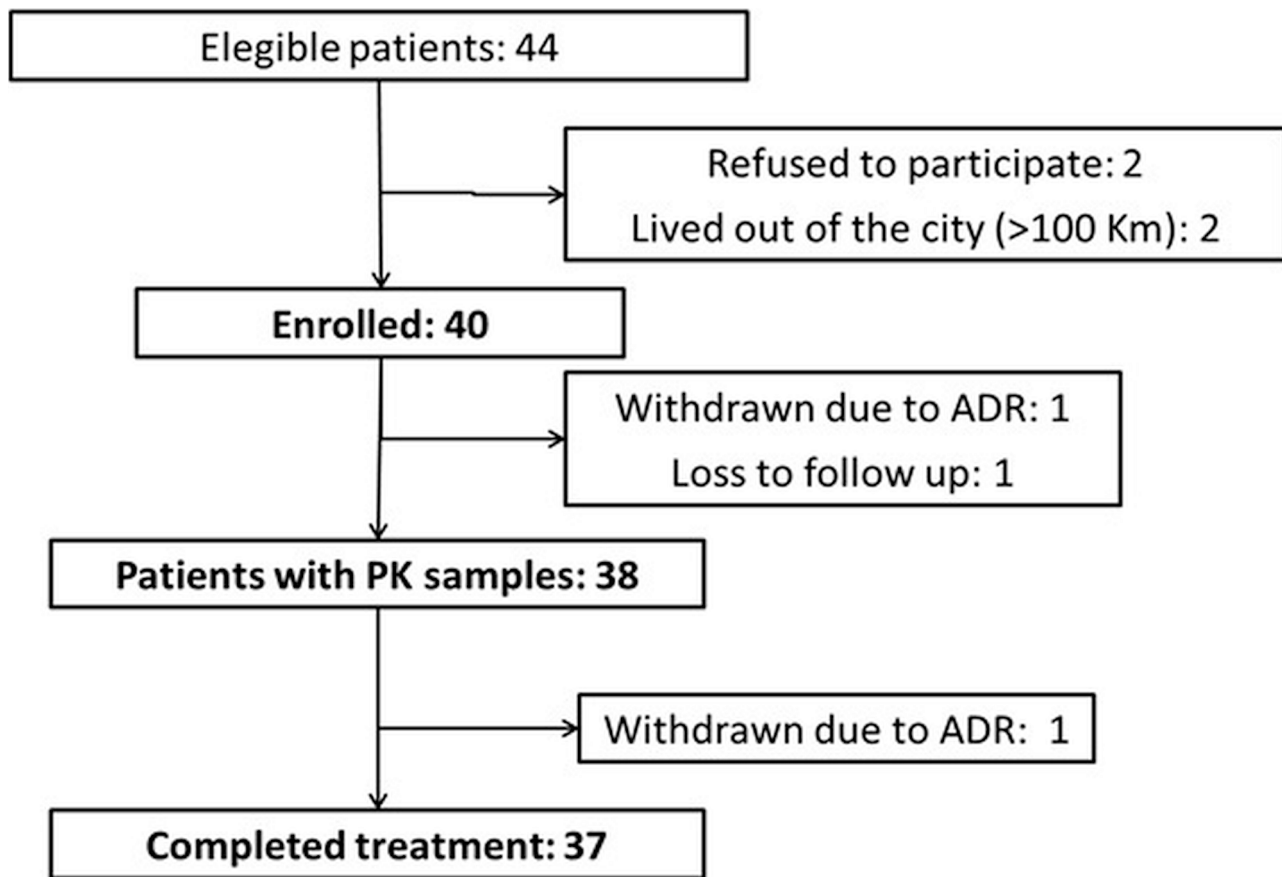 Elegible patients: 44
Refused to participate: 2
Lived out of the city (>100 Km): 2
Enrolled: 40
Withdrawn due to ADR: 1
Loss to follow up: 1
Patients with PK samples: 38
Withdrawn due to ADR:  1
Completed treatment: 37